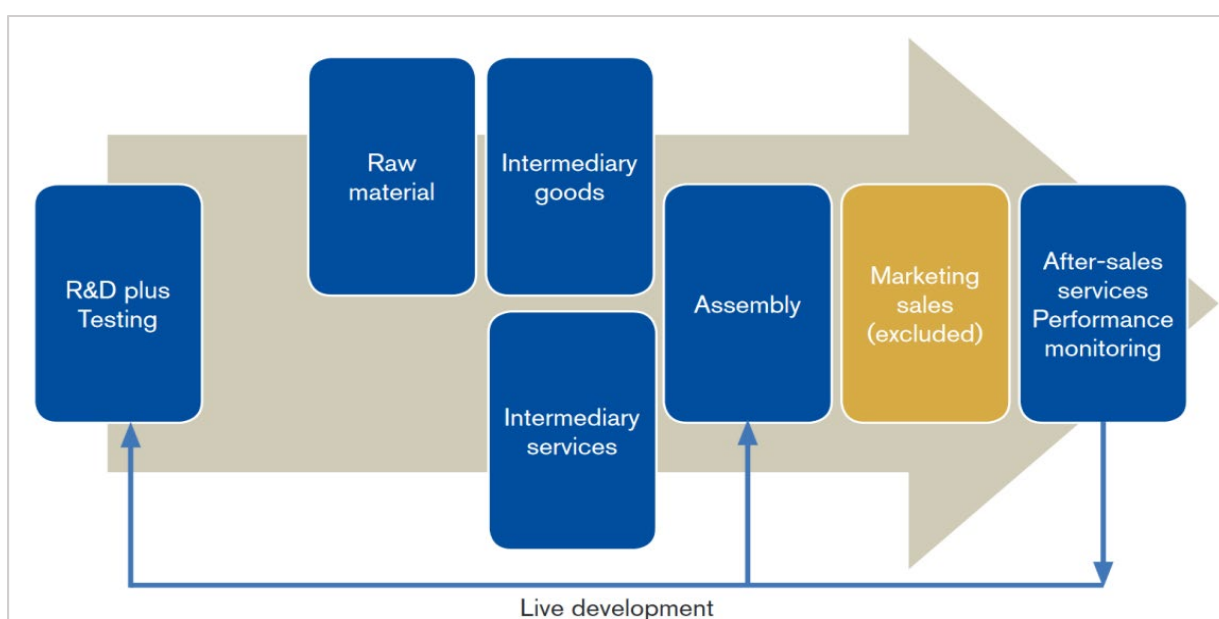 R&D plus
Testing
Raw
material
Intermediary
goods
Intermediary
services
Assembly
Marketing
sales
(excluded)
After-sales
services
Performance
monitoring
Live development